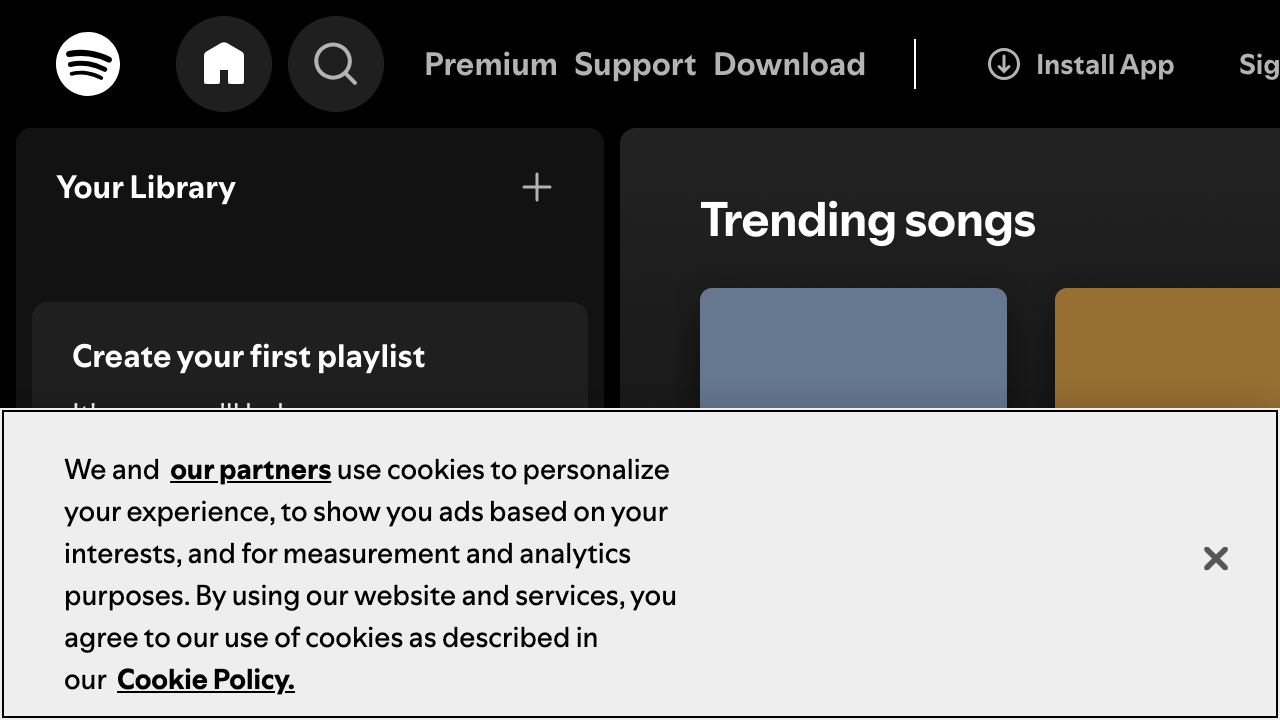 Premium Support Download Install App
Your Library
Trending songs
Create your first playlist
We and our partners use cookies to personalize
your experience, to show you ads based on your
interests, and for measurement and analytics
purposes. By using our website and services, you
agree to our use of cookies as described in
our Cookie Policy.